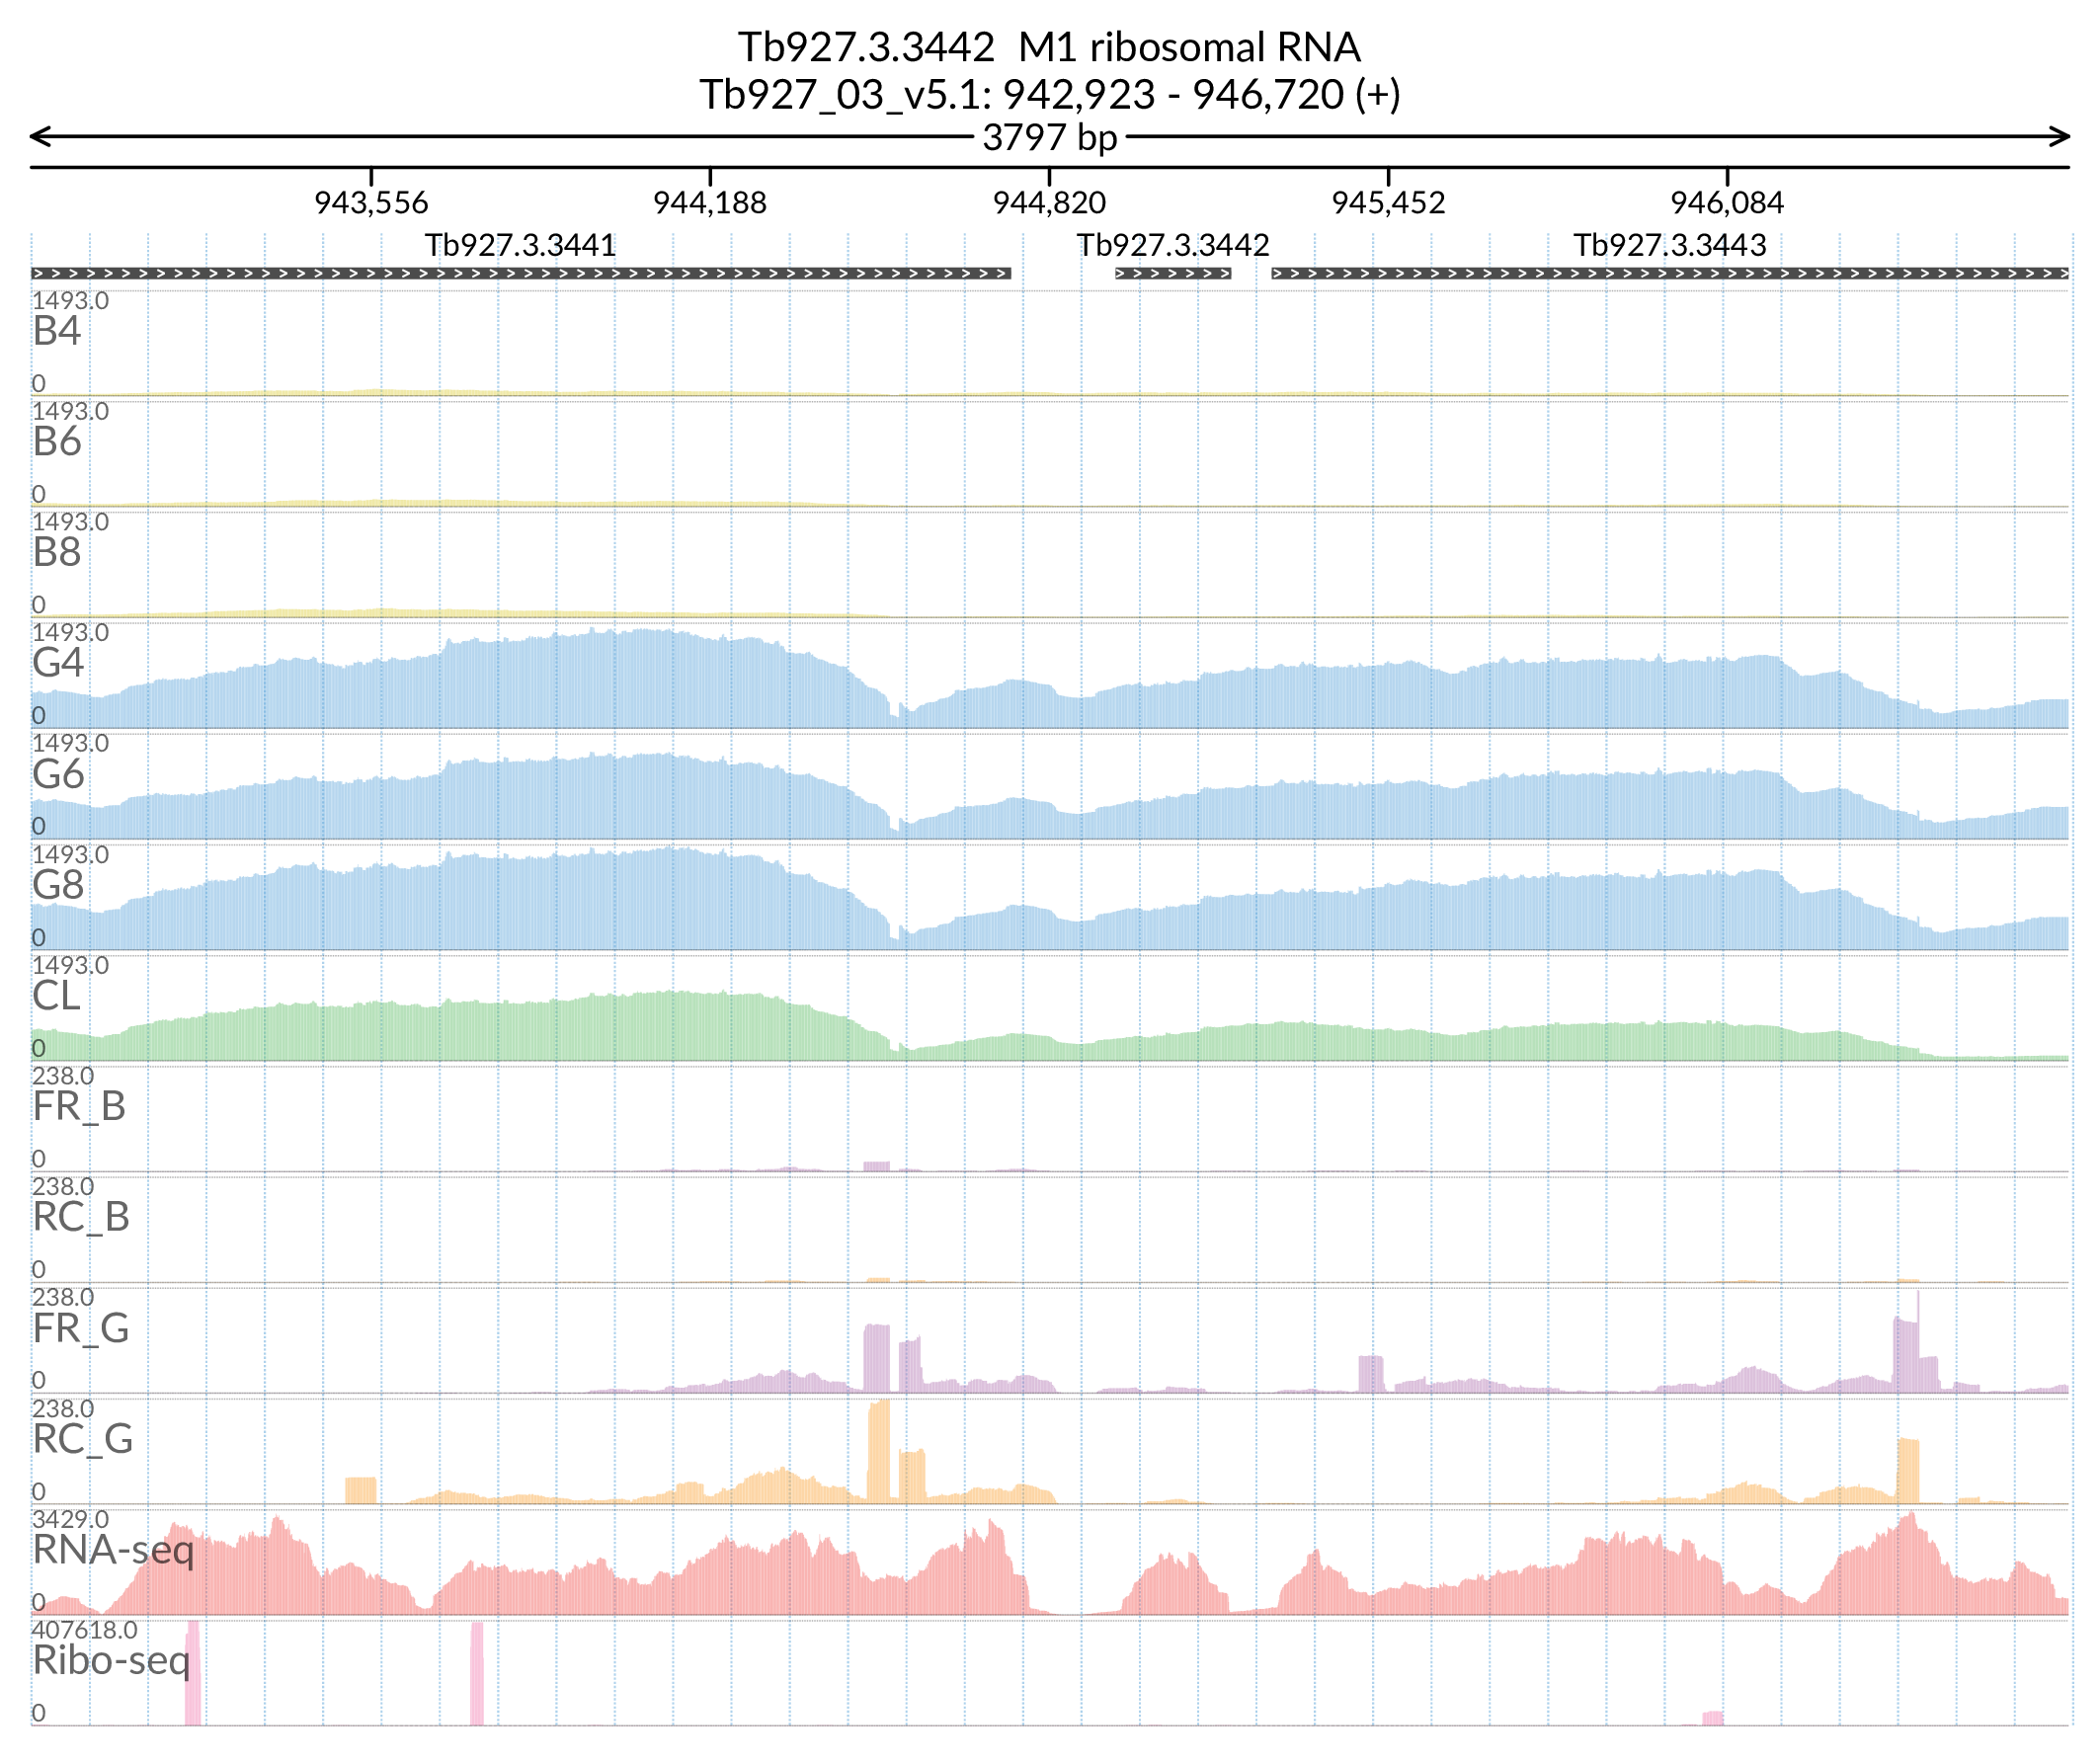 Tb927.3.3442  M1 ribosomal RNA
Tb927_03_v5.1: 942,923 - 946,720 (+)
3797 bp
943,556 944,188 944,820 945,452 946,084
Tb927.3.3441 Tb927.3.3442 Tb927.3.3443
1493.0
B4
0
1493.0
B6
0
1493.0
B8
0
1493.0
G4
0
1493.0
G6
0
1493.0
G8
0
1493.0
CL
0
238.0
FR_B
0
238.0
RC_B
0
238.0
FR_G
0
238.0
RC_G
0
3429.0
RNA-seq
0
407618.0
Ribo-seq
0